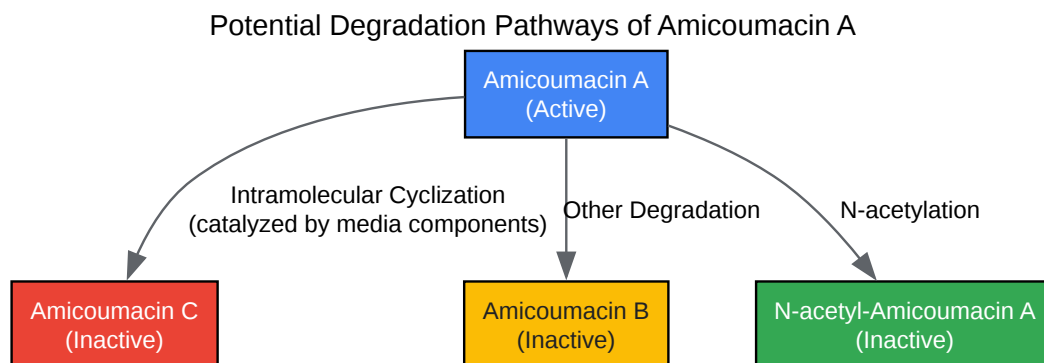 Potential Degradation Pathways of Amicoumacin A
Amicoumacin A
(Active)
Intramolecular Cyclization
(catalyzed by media components)
Other Degradation
N-acetylation
Amicoumacin C
(Inactive)
Amicoumacin B
(Inactive)
N-acetyl-Amicoumacin A
(Inactive)